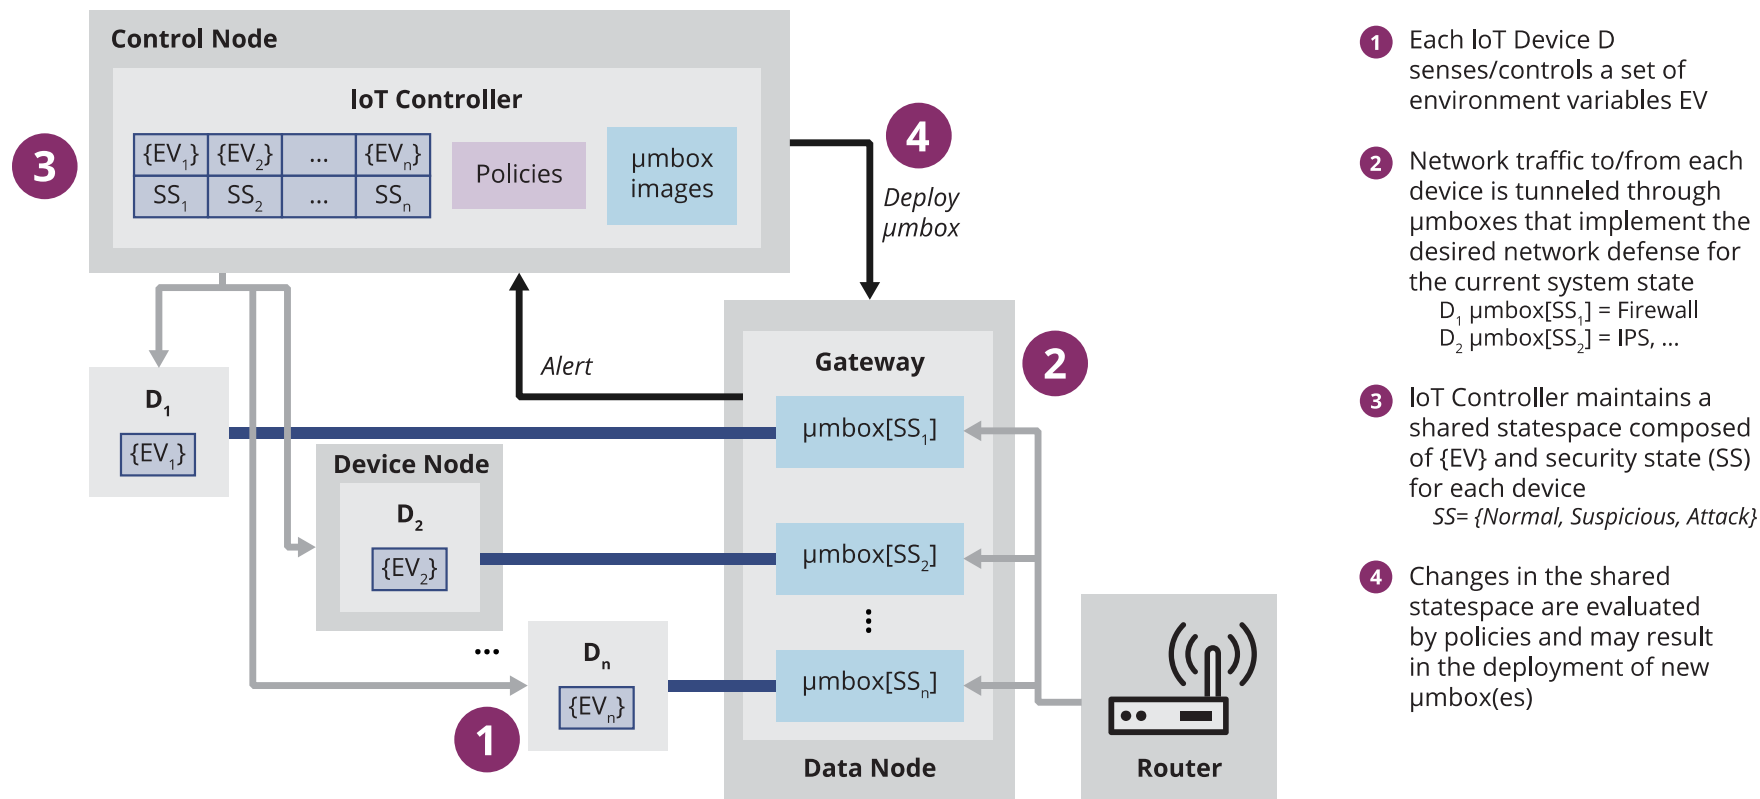 Control Node
IoT Controller
{EV₁} {EV₂} ... {EVₙ}
SS₁ SS₂ ... SSₙ
Policies
µmbox
images
3
4
Deploy
µmbox
Alert
D₁
{EV₁}
Device Node
D₂
{EV₂}
...
Dₙ
{EVₙ}
1
2
Gateway
µmbox[SS₁]
µmbox[SS₂]
⋮
µmbox[SSₙ]
Data Node
Router
1 Each IoT Device D
senses/controls a set of
environment variables EV
2 Network traffic to/from each
device is tunneled through
µmboxes that implement the
desired network defense for
the current system state
D₁ µmbox[SS₁] = Firewall
D₂ µmbox[SS₂] = IPS, ...
3 IoT Controller maintains a
shared statespace composed
of {EV} and security state (SS)
for each device
SS= {Normal, Suspicious, Attack}
4 Changes in the shared
statespace are evaluated
by policies and may result
in the deployment of new
µmbox(es)